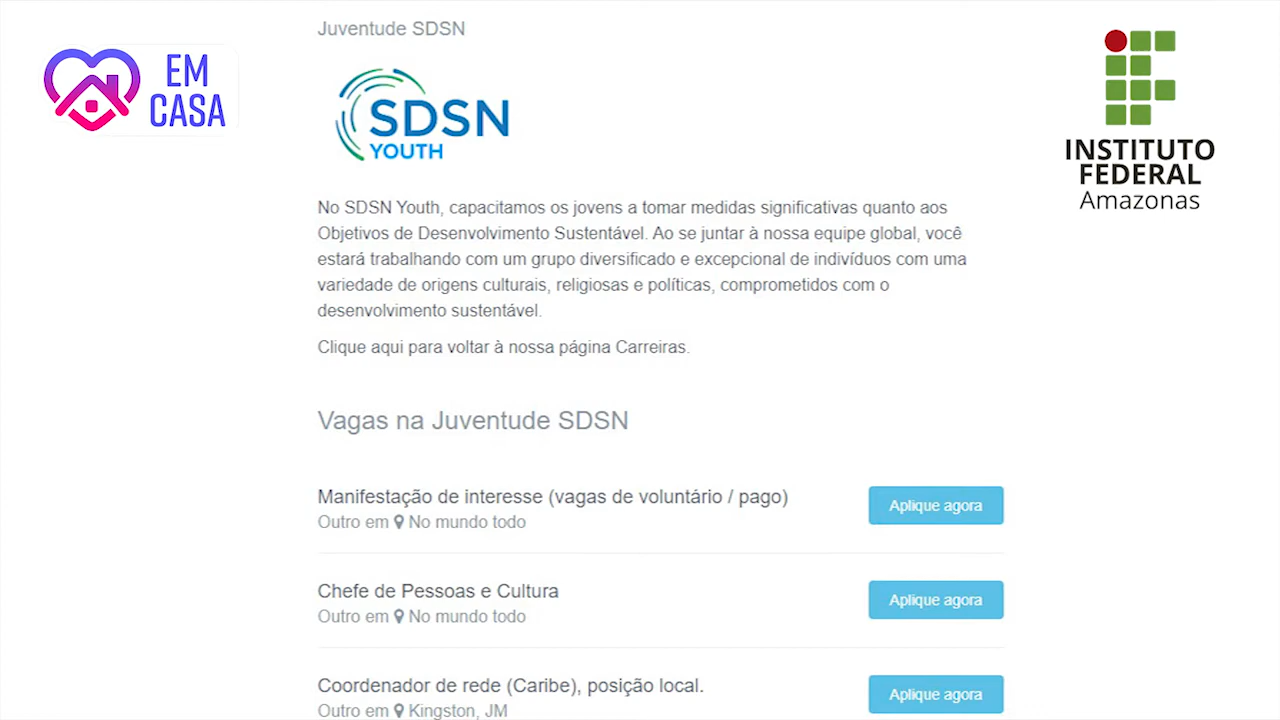 Juventude SDSN
EM
CASA
SDSN
YOUTH
INSTITUTO
FEDERAL
Amazonas
No SDSN Youth, capacitamos os jovens a tomar medidas significativas quanto aos
Objetivos de Desenvolvimento Sustentável. Ao se juntar à nossa equipe global, você
estará trabalhando com um grupo diversificado e excepcional de indivíduos com uma
variedade de origens culturais, religiosas e políticas, comprometidos com o
desenvolvimento sustentável.
Clique aqui para voltar à nossa página Carreiras.
Vagas na Juventude SDSN
Manifestação de interesse (vagas de voluntário / pago)
Outro em No mundo todo
Aplique agora
Chefe de Pessoas e Cultura
Outro em No mundo todo
Aplique agora
Coordenador de rede (Caribe), posição local.
Outro em Kingston, JM
Aplique agora